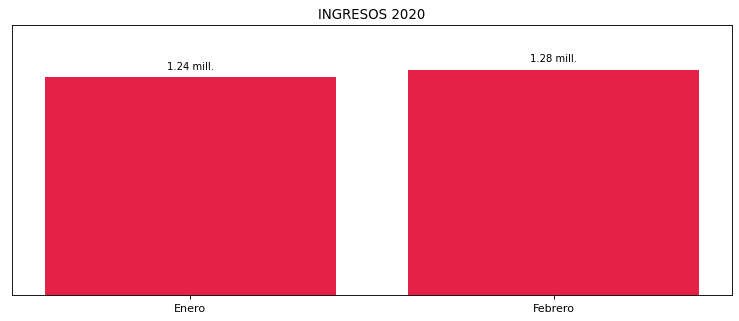 INGRESOS 2020
1.24 mill.
1.28 mill.
Enero
Febrero